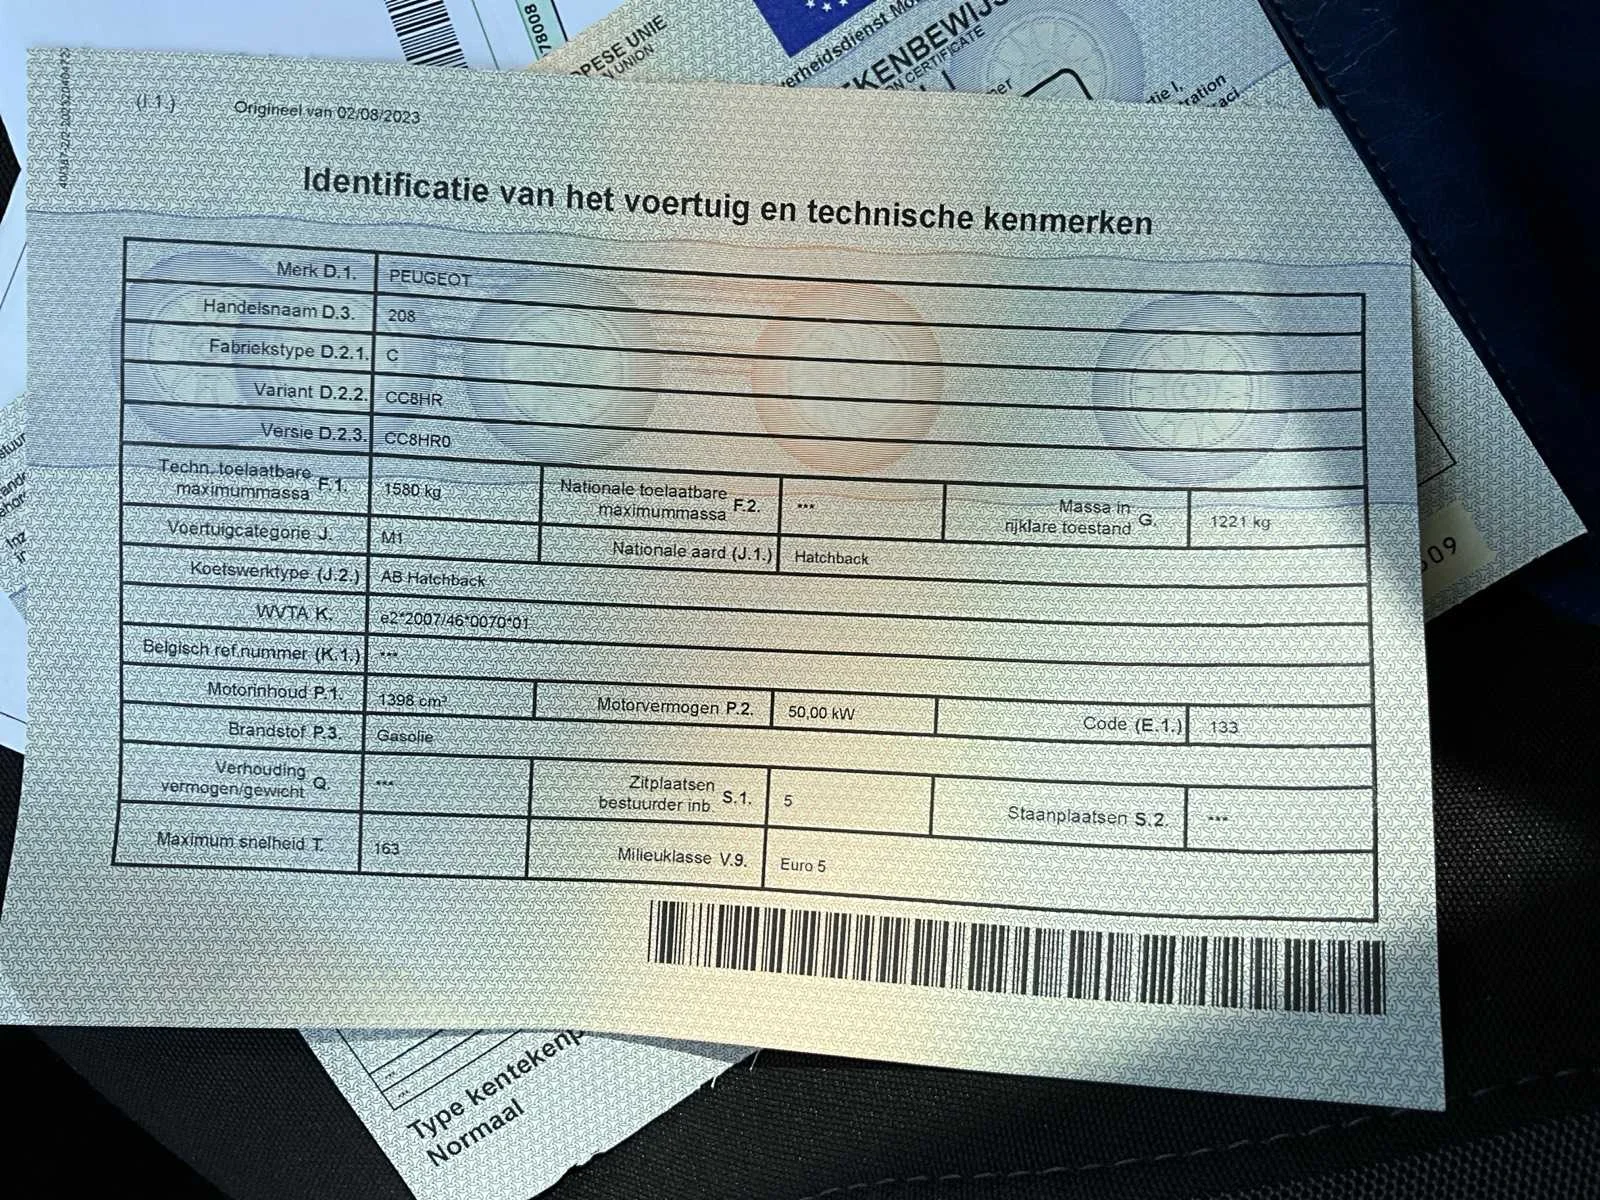 8008
PESE UNIE
UNION
KENBEWIJS
CERTIFICATE
(I.1.) Origineel van 02/08/2023
Identificatie van het voertuig en technische kenmerken
Merk D.1. PEUGEOT
Handelsnaam D.3. 208
Fabriekstype D.2.1. C
Variant D.2.2. CC8HR
Versie D.2.3. CC8HR0
Techn. toelaatbare maximummassa F.1. 1580 kg Nationale toelaatbare maximummassa F.2. *** Massa in rijklare toestand G. 1221 kg
Voertuigcategorie J. M1 Nationale aard (J.1.) Hatchback
Koetswerktype (J.2.) AB Hatchback
WVTA K. e2*2007/46*0070*01
Belgisch ref.nummer (K.1.) ***
Motorinhoud P.1. 1398 cm³ Motorvermogen P.2. 50,00 kW Code (E.1.) 133
Brandstof P.3. Gasolie
Verhouding vermogen/gewicht Q. *** Zitplaatsen bestuurder inb. S.1. 5 Staanplaatsen S.2. ***
Maximum snelheid T. 163 Milieuklasse V.9. Euro 5
09
Type kentekenp
Normaal